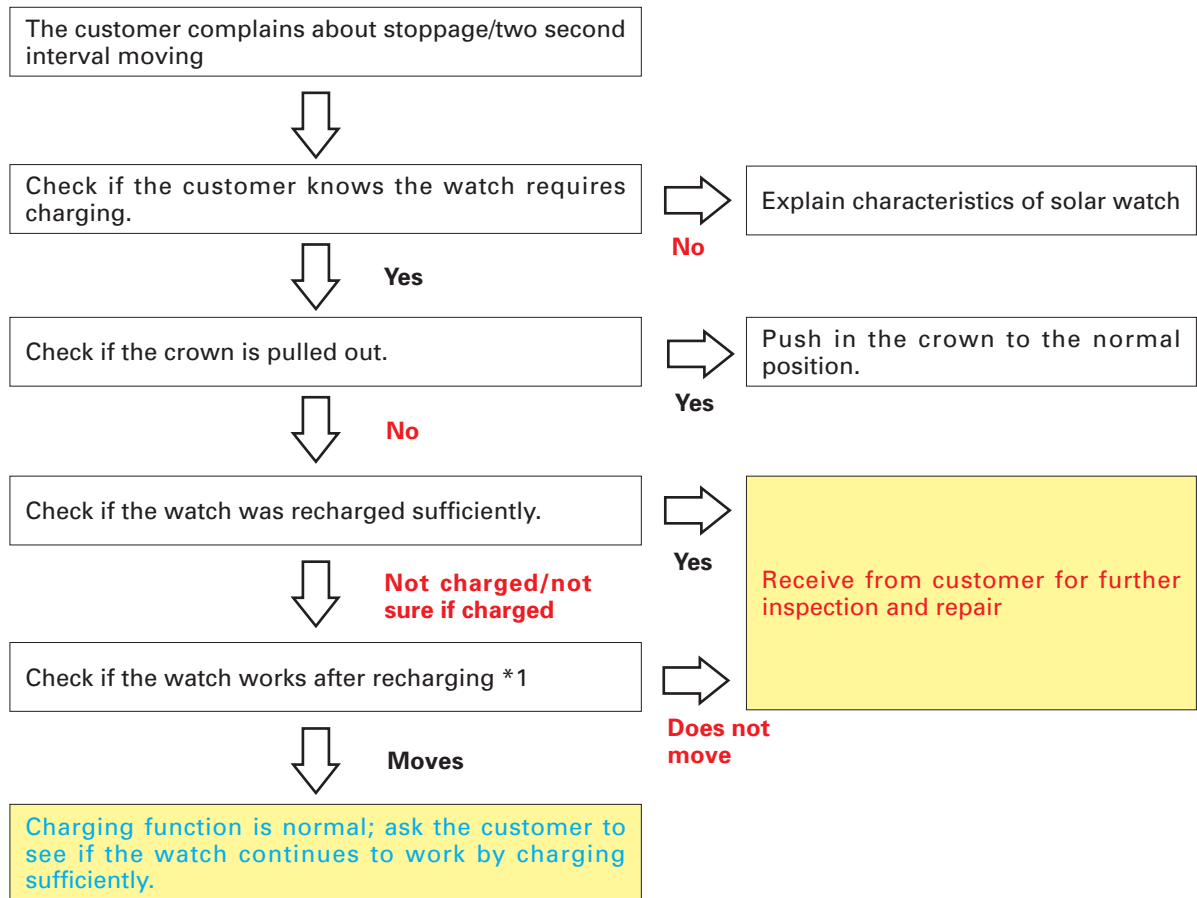 The customer complains about stoppage/two second
interval moving
Check if the customer knows the watch requires
charging.
No
Explain characteristics of solar watch
Yes
Check if the crown is pulled out.
Yes
Push in the crown to the normal
position.
No
Check if the watch was recharged sufficiently.
Yes
Receive from customer for further
inspection and repair
Not charged/not
sure if charged
Check if the watch works after recharging *1
Does not
move
Moves
Charging function is normal; ask the customer to
see if the watch continues to work by charging
sufficiently.